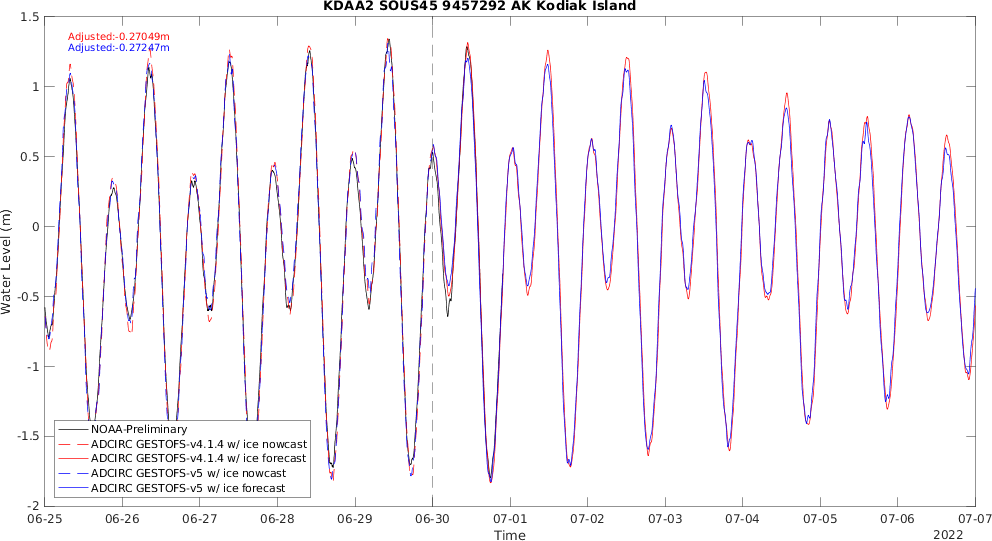 KDAA2 SOUS45 9457292 AK Kodiak Island
1.5
Adjusted:-0.27049m
Adjusted:-0.27247m
1
0.5
0
Water Level (m)
-0.5
-1
-1.5
-2
NOAA-Preliminary
ADCIRC GESTOFS-v4.1.4 w/ ice nowcast
ADCIRC GESTOFS-v4.1.4 w/ ice forecast
ADCIRC GESTOFS-v5 w/ ice nowcast
ADCIRC GESTOFS-v5 w/ ice forecast
06-25 06-26 06-27 06-28 06-29 06-30 07-01 07-02 07-03 07-04 07-05 07-06 07-07
Time
2022